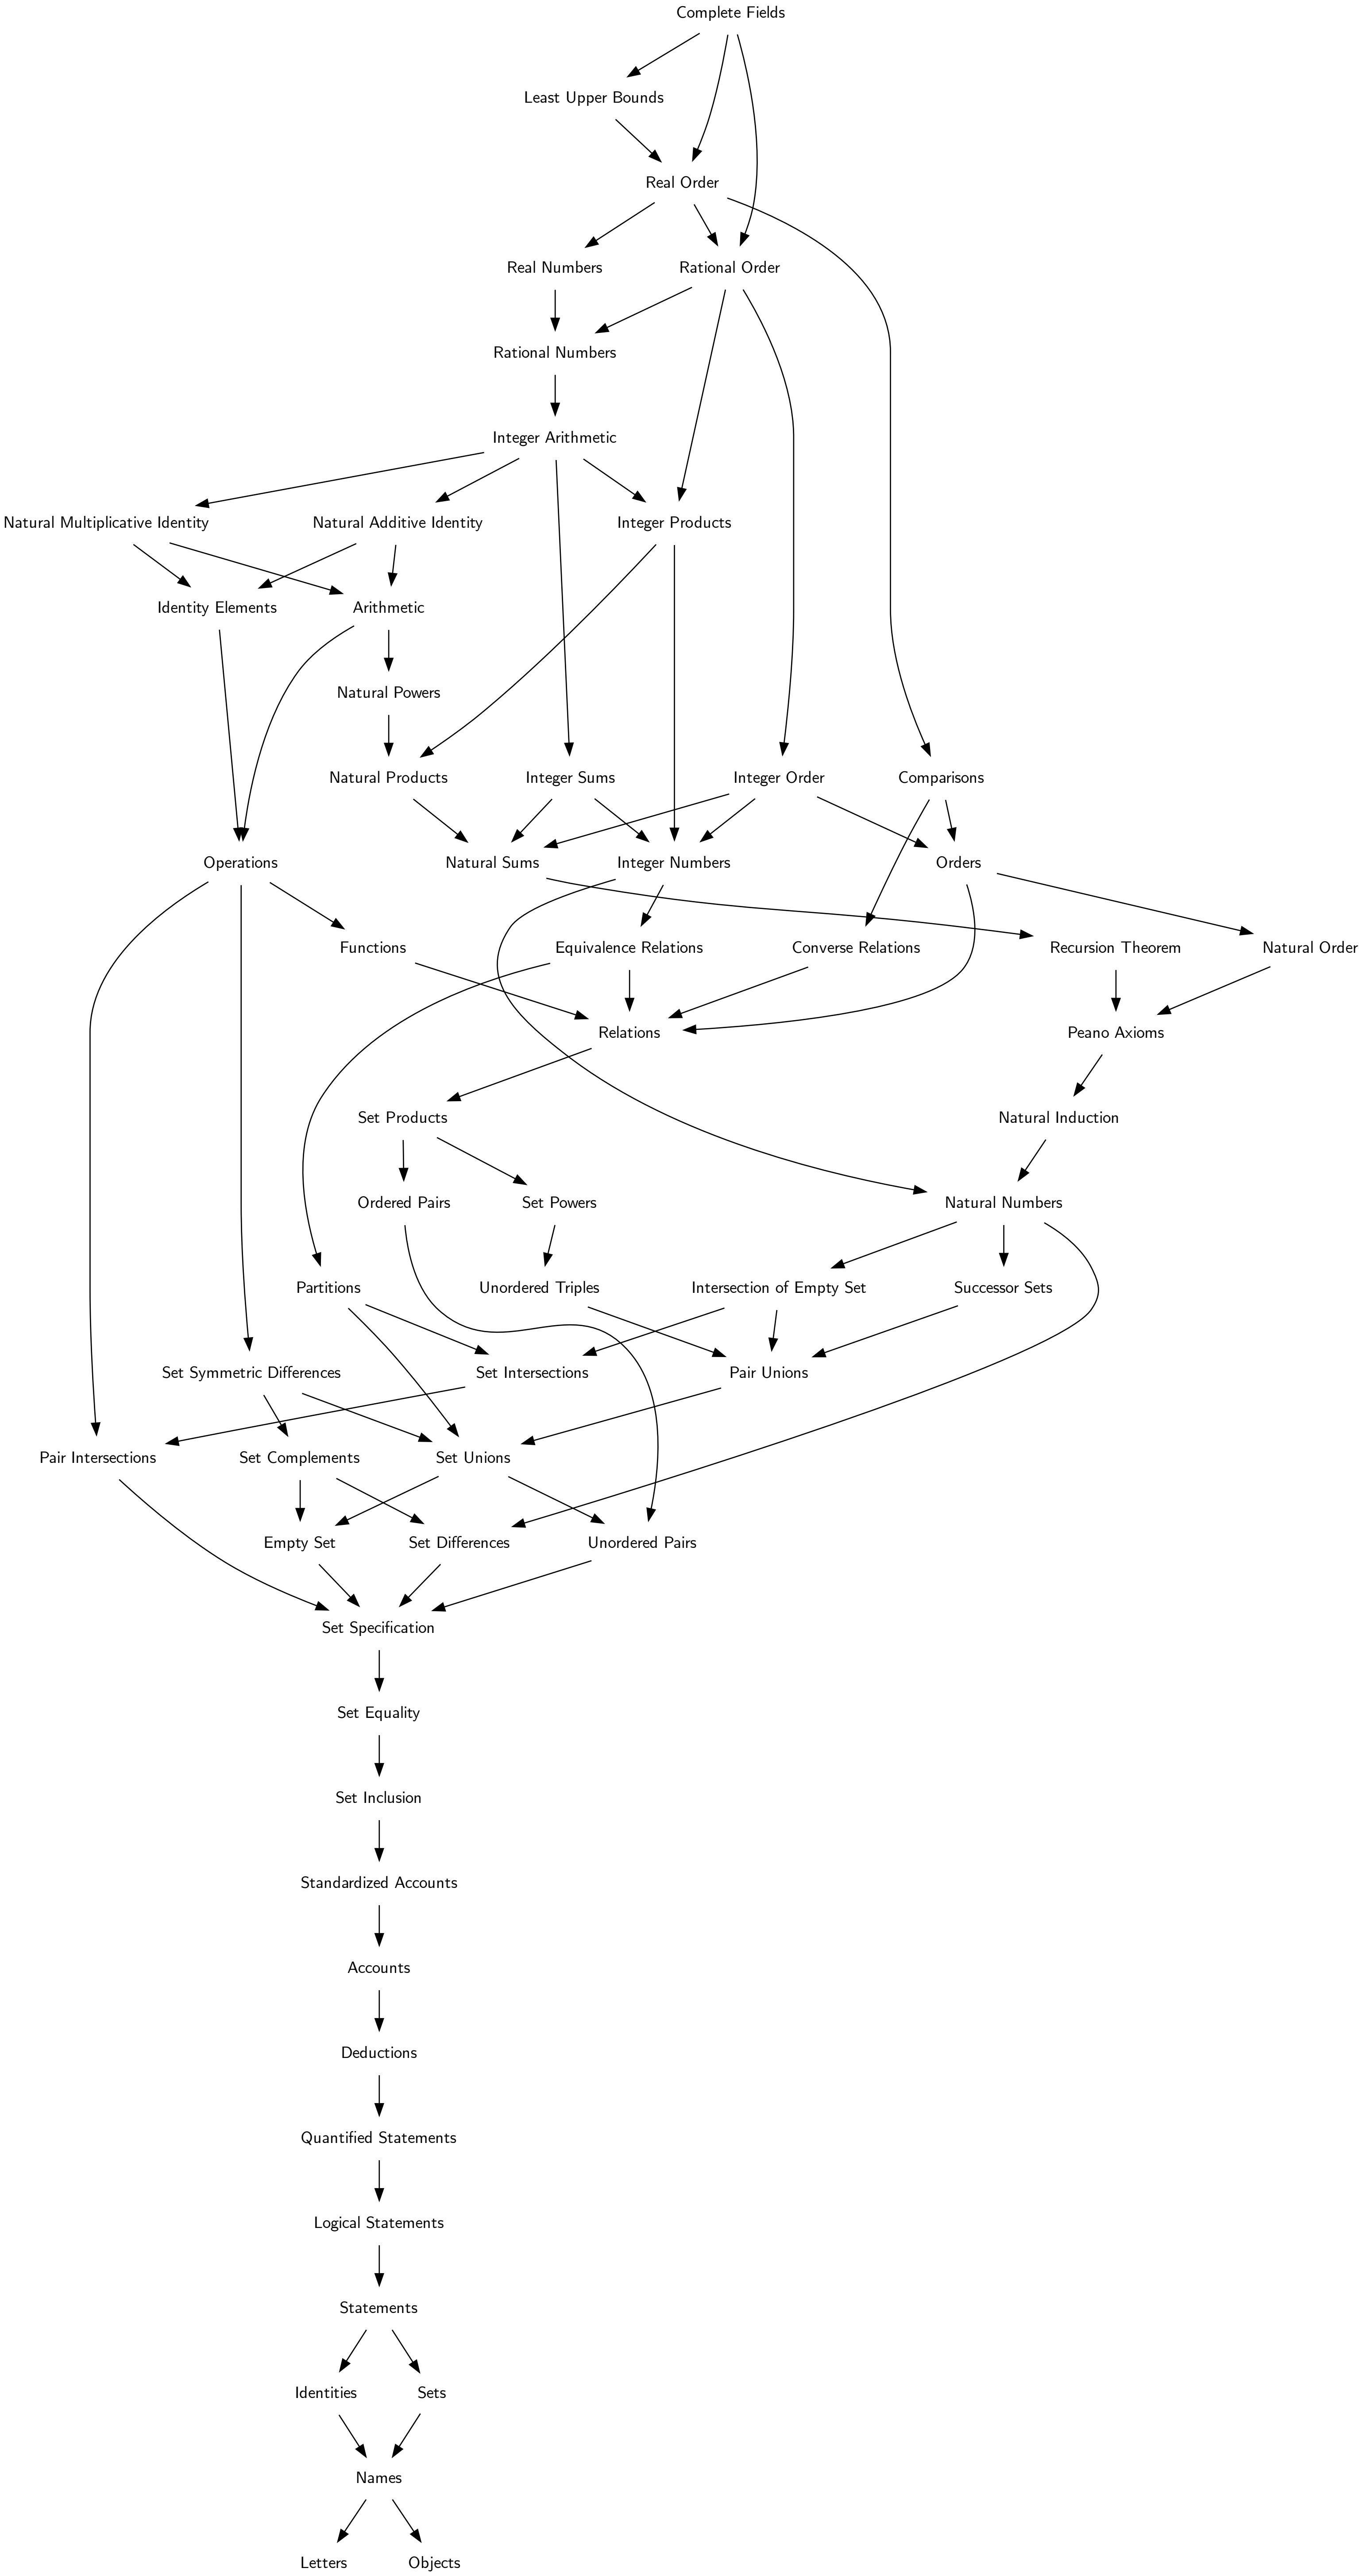 Complete Fields
Least Upper Bounds
Real Order
Real Numbers
Rational Order
Rational Numbers
Integer Arithmetic
Natural Multiplicative Identity
Natural Additive Identity
Integer Products
Identity Elements
Arithmetic
Natural Powers
Natural Products
Integer Sums
Integer Order
Comparisons
Operations
Natural Sums
Integer Numbers
Orders
Functions
Equivalence Relations
Converse Relations
Recursion Theorem
Natural Order
Relations
Peano Axioms
Set Products
Natural Induction
Ordered Pairs
Set Powers
Natural Numbers
Partitions
Unordered Triples
Intersection of Empty Set
Successor Sets
Set Symmetric Differences
Set Intersections
Pair Unions
Pair Intersections
Set Complements
Set Unions
Empty Set
Set Differences
Unordered Pairs
Set Specification
Set Equality
Set Inclusion
Standardized Accounts
Accounts
Deductions
Quantified Statements
Logical Statements
Statements
Identities
Sets
Names
Letters
Objects